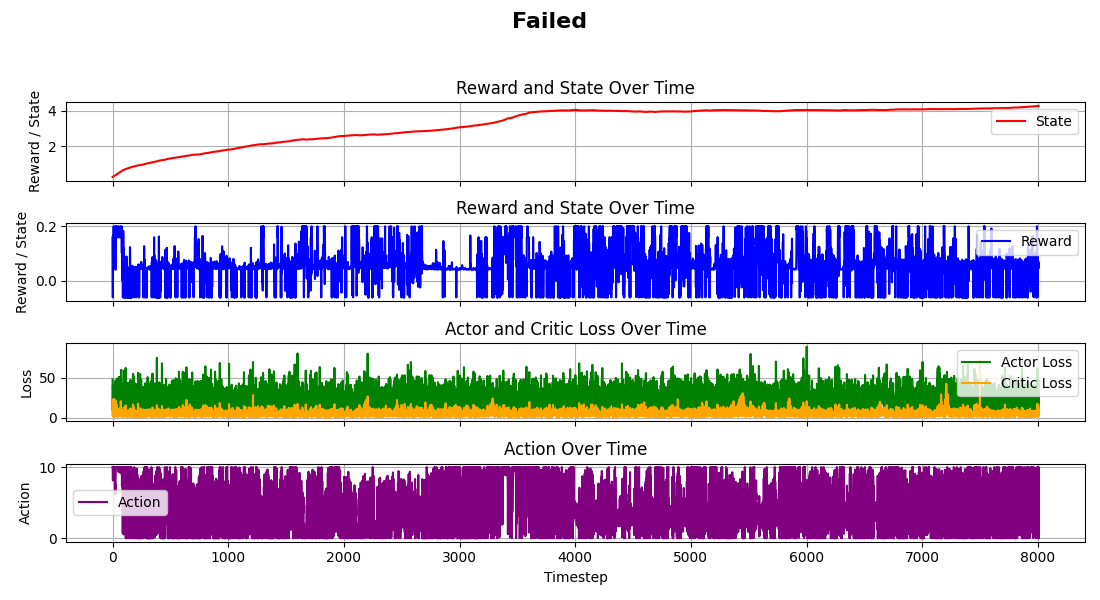 Failed
Reward and State Over Time
Reward / State
4
2
State
Reward and State Over Time
Reward / State
0.2
0.0
Reward
Actor and Critic Loss Over Time
Loss
50
0
Actor Loss
Critic Loss
Action Over Time
Action
10
0
Action
0 1000 2000 3000 4000 5000 6000 7000 8000
Timestep